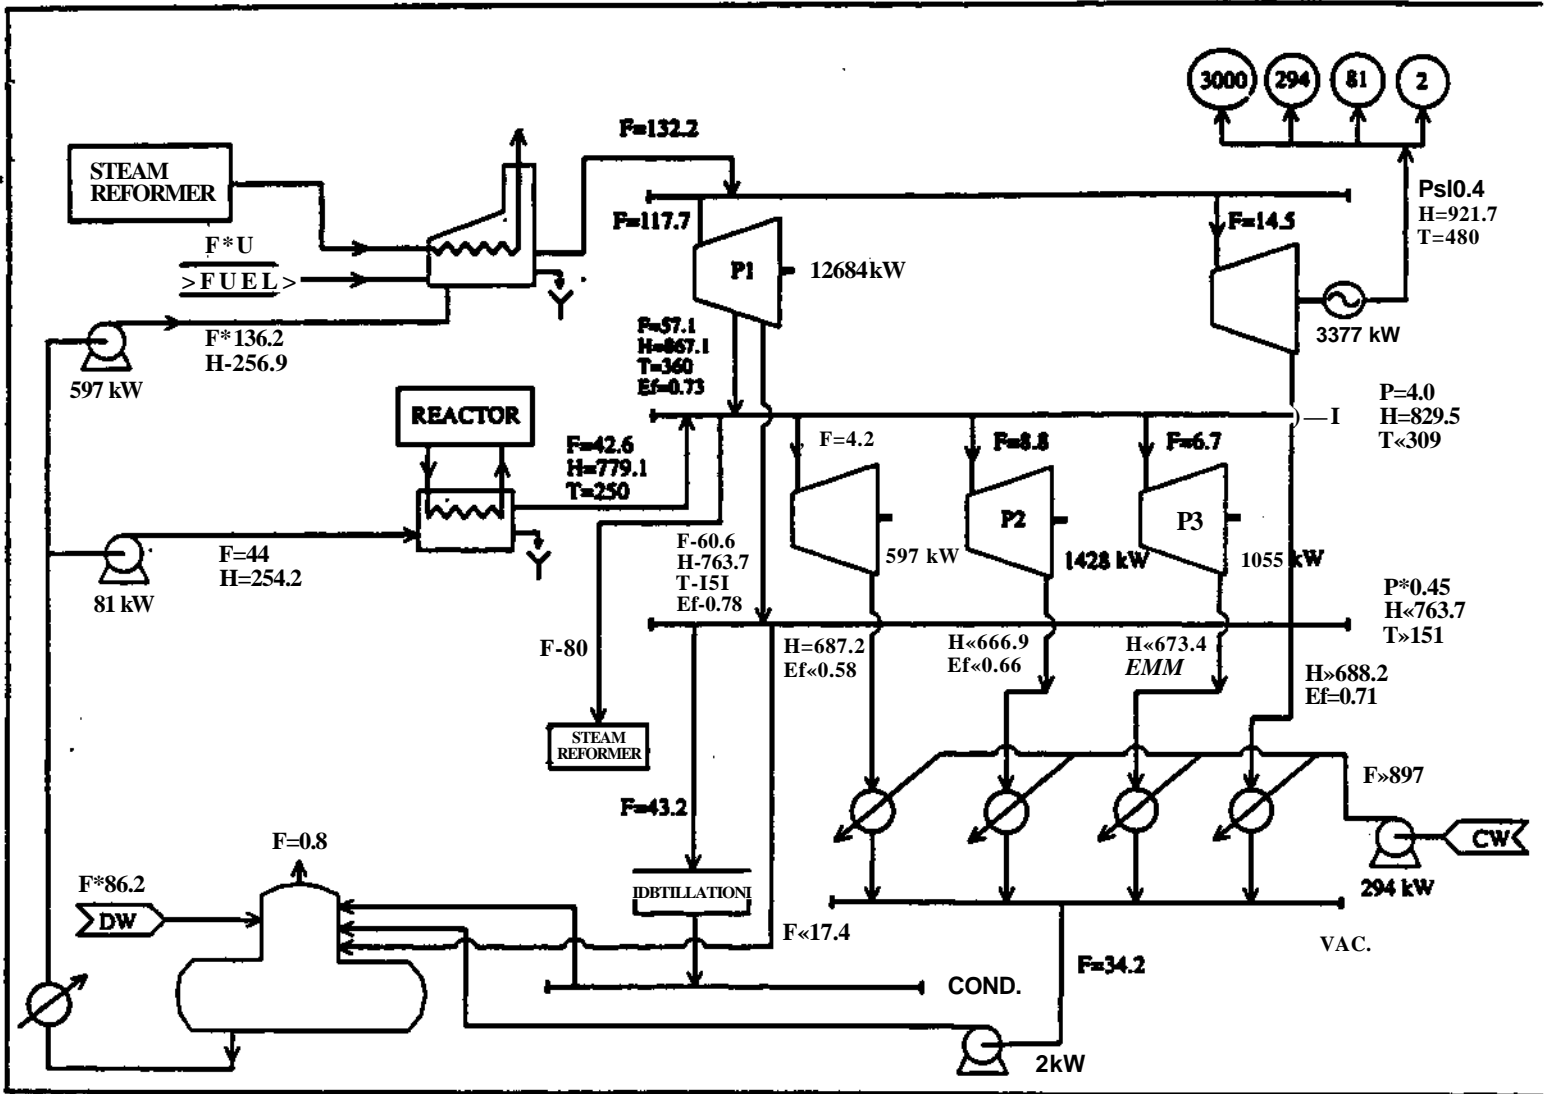 3000 294 81 2
F=132.2
STEAM
REFORMER
Psl0.4
H=921.7
T=480
F=117.7
F=14.5
F*U
>FUEL>
P1
12684kW
3377 kW
F=57.1
H=867.1
T=360
Ef=0.73
F*136.2
H-256.9
597 kW
REACTOR
P=4.0
H=829.5
T«309
)—I
F=42.6
H=779.1
T=250
F=4.2
F=8.8
F=6.7
P2
P3
597 kW
1428 kW
1055 kW
F=44
H=254.2
81 kW
F-60.6
H-763.7
T-I5I
Ef-0.78
P*0.45
H«763.7
T»151
F-80
H=687.2
Ef«0.58
H«666.9
Ef«0.66
H«673.4
EMM
H»688.2
Ef=0.71
STEAM
REFORMER
F»897
F=43.2
CW
294 kW
F=0.8
F*86.2
DW
IDBTILLATIONI
F«17.4
VAC.
F=34.2
COND.
2kW